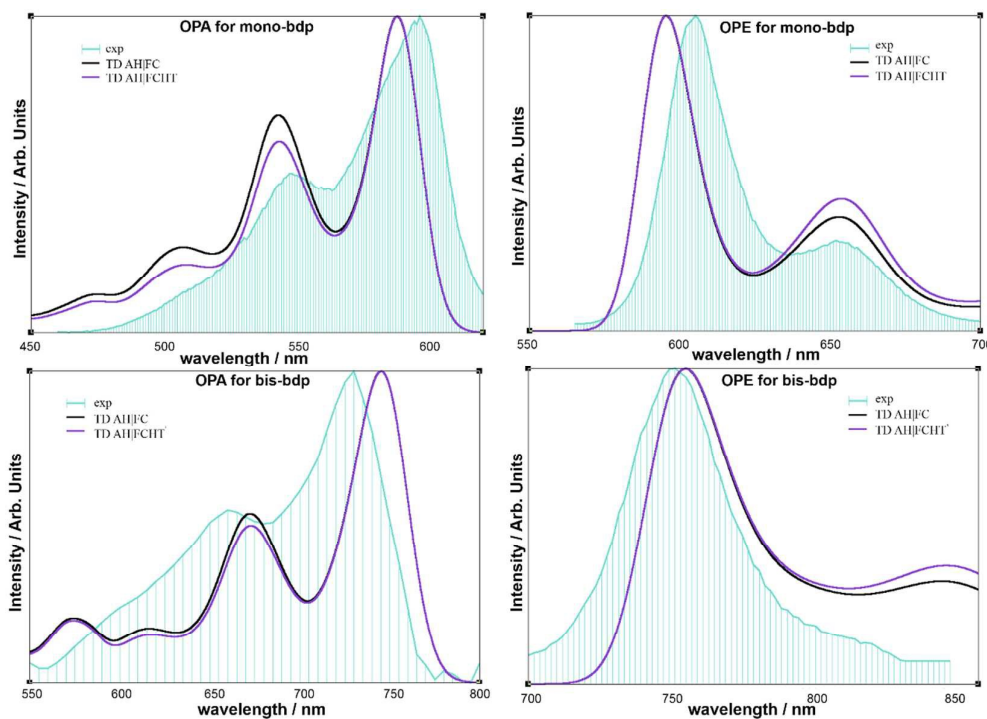 OPA for mono-bdp
exp
TD AH|FC
TD AH|FCHT
Intensity / Arb. Units
450
500
550
600
wavelength / nm
OPE for mono-bdp
exp
TD AH|FC
TD AH|FCHT
Intensity / Arb. Units
550
600
650
700
wavelength / nm
OPA for bis-bdp
exp
TD AH|FC
TD AH|FCHT
Intensity / Arb. Units
550
600
650
700
750
800
wavelength / nm
OPE for bis-bdp
exp
TD AH|FC
TD AH|FCHT
Intensity / Arb. Units
700
750
800
850
wavelength / nm